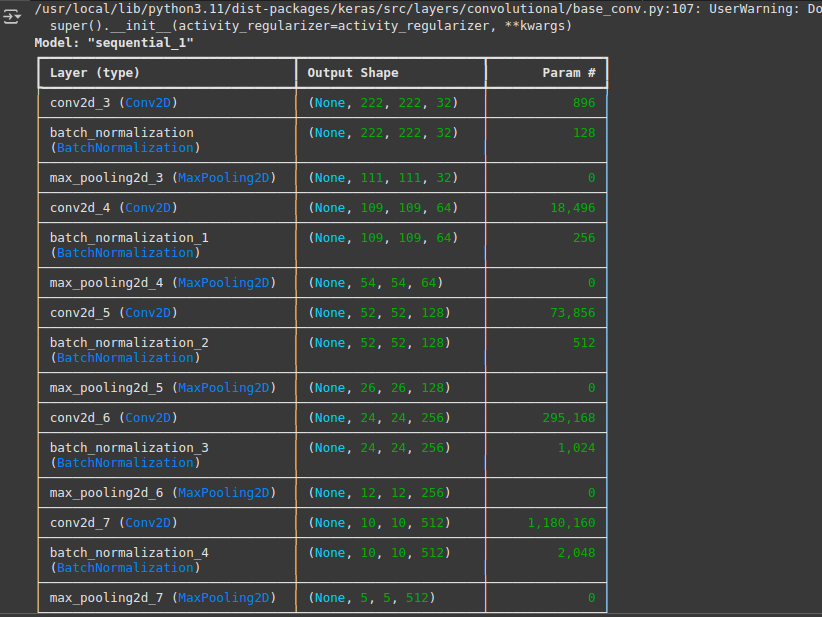 /usr/local/lib/python3.11/dist-packages/keras/src/layers/convolutional/base_conv.py:107: UserWarning: Do
super().__init__(activity_regularizer=activity_regularizer, **kwargs)
Model: "sequential_1"
Layer (type) Output Shape Param #
conv2d_3 (Conv2D) (None, 222, 222, 32) 896
batch_normalization (None, 222, 222, 32) 128
(BatchNormalization)
max_pooling2d_3 (MaxPooling2D) (None, 111, 111, 32) 0
conv2d_4 (Conv2D) (None, 109, 109, 64) 18,496
batch_normalization_1 (None, 109, 109, 64) 256
(BatchNormalization)
max_pooling2d_4 (MaxPooling2D) (None, 54, 54, 64) 0
conv2d_5 (Conv2D) (None, 52, 52, 128) 73,856
batch_normalization_2 (None, 52, 52, 128) 512
(BatchNormalization)
max_pooling2d_5 (MaxPooling2D) (None, 26, 26, 128) 0
conv2d_6 (Conv2D) (None, 24, 24, 256) 295,168
batch_normalization_3 (None, 24, 24, 256) 1,024
(BatchNormalization)
max_pooling2d_6 (MaxPooling2D) (None, 12, 12, 256) 0
conv2d_7 (Conv2D) (None, 10, 10, 512) 1,180,160
batch_normalization_4 (None, 10, 10, 512) 2,048
(BatchNormalization)
max_pooling2d_7 (MaxPooling2D) (None, 5, 5, 512) 0